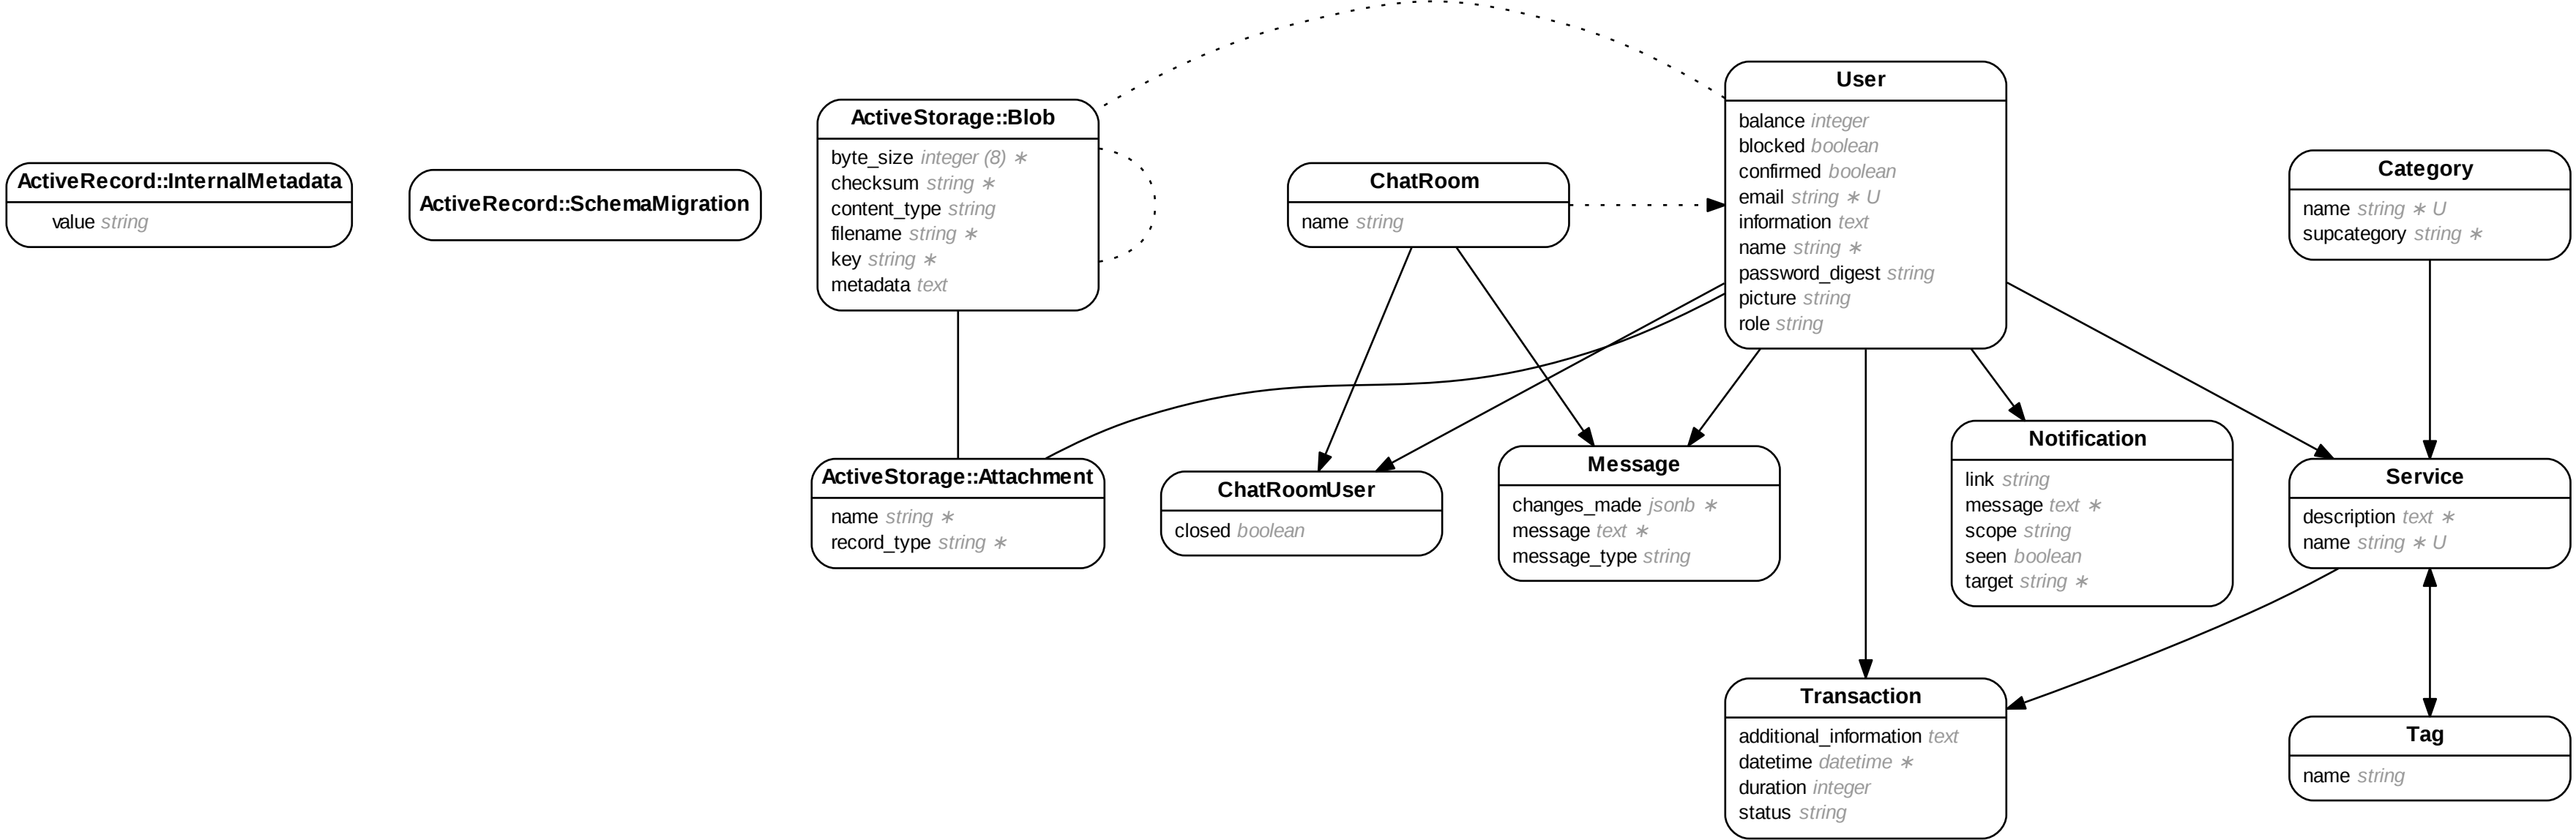 ActiveRecord::InternalMetadata
value string
ActiveRecord::SchemaMigration
ActiveStorage::Blob
byte_size integer (8) ∗
checksum string ∗
content_type string
filename string ∗
key string ∗
metadata text
ChatRoom
name string
User
balance integer
blocked boolean
confirmed boolean
email string ∗ U
information text
name string ∗
password_digest string
picture string
role string
Category
name string ∗ U
supcategory string ∗
ActiveStorage::Attachment
name string ∗
record_type string ∗
ChatRoomUser
closed boolean
Message
changes_made jsonb ∗
message text ∗
message_type string
Notification
link string
message text ∗
scope string
seen boolean
target string ∗
Service
description text ∗
name string ∗ U
Transaction
additional_information text
datetime datetime ∗
duration integer
status string
Tag
name string